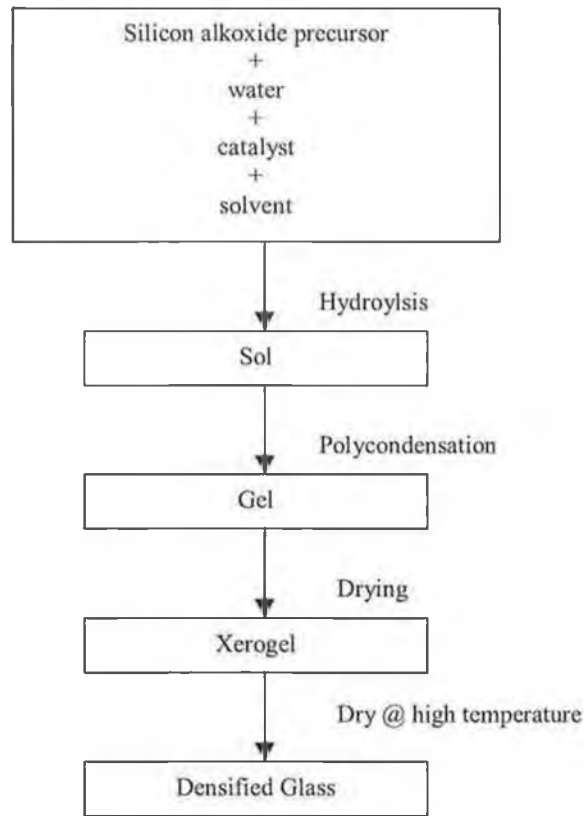 Silicon alkoxide precursor
+
water
+
catalyst
+
solvent
Hydroylsis
Sol
Polycondensation
Gel
Drying
Xerogel
Dry @ high temperature
Densified Glass